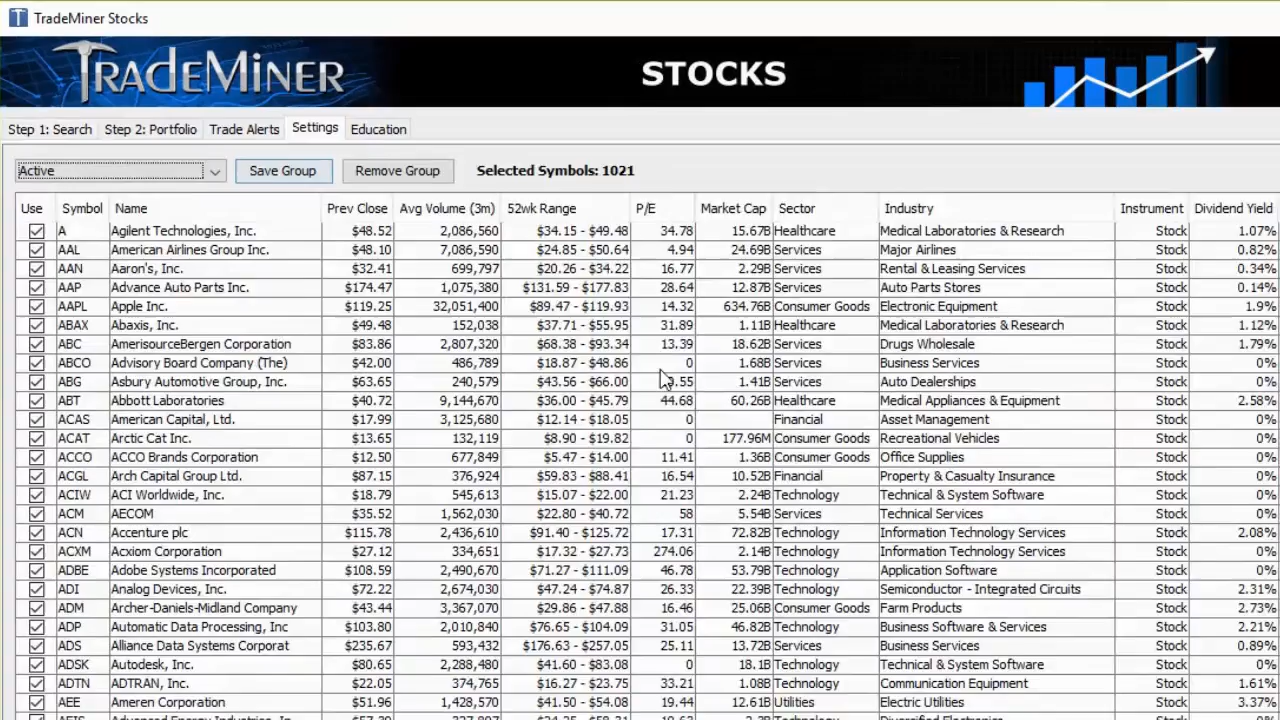 TradeMiner Stocks
TRADEMINER
STOCKS
Step 1: Search Step 2: Portfolio Trade Alerts Settings Education
Active Save Group Remove Group Selected Symbols: 1021
Use Symbol Name Prev Close Avg Volume (3m) 52wk Range P/E Market Cap Sector Industry Instrument Dividend Yield
A Agilent Technologies, Inc. $48.52 2,086,560 $34.15 - $49.48 34.78 15.67B Healthcare Medical Laboratories & Research Stock 1.07%
AAL American Airlines Group Inc. $48.10 7,086,590 $24.85 - $50.64 4.94 24.69B Services Major Airlines Stock 0.82%
AAN Aaron's, Inc. $32.41 699,797 $20.26 - $34.22 16.77 2.29B Services Rental & Leasing Services Stock 0.34%
AAP Advance Auto Parts Inc. $174.47 1,075,380 $131.59 - $177.83 28.64 12.87B Services Auto Parts Stores Stock 0.14%
AAPL Apple Inc. $119.25 32,051,400 $89.47 - $119.93 14.32 634.76B Consumer Goods Electronic Equipment Stock 1.9%
ABAX Abaxis, Inc. $49.48 152,038 $37.71 - $55.95 31.89 1.11B Healthcare Medical Laboratories & Research Stock 1.12%
ABC AmerisourceBergen Corporation $83.86 2,807,320 $68.38 - $93.34 13.39 18.62B Services Drugs Wholesale Stock 1.79%
ABCO Advisory Board Company (The) $42.00 486,789 $18.87 - $48.86 0 1.68B Services Business Services Stock 0%
ABG Asbury Automotive Group, Inc. $63.65 240,579 $43.56 - $66.00 .55 1.41B Services Auto Dealerships Stock 0%
ABT Abbott Laboratories $40.72 9,144,670 $36.00 - $45.79 44.68 60.26B Healthcare Medical Appliances & Equipment Stock 2.58%
ACAS American Capital, Ltd. $17.99 3,125,680 $12.14 - $18.05 0 Financial Asset Management Stock 0%
ACAT Arctic Cat Inc. $13.65 132,119 $8.90 - $19.82 0 177.96M Consumer Goods Recreational Vehicles Stock 0%
ACCO ACCO Brands Corporation $12.50 677,849 $5.47 - $14.00 11.41 1.36B Consumer Goods Office Supplies Stock 0%
ACGL Arch Capital Group Ltd. $87.15 376,924 $59.83 - $88.41 16.54 10.52B Financial Property & Casualty Insurance Stock 0%
ACIW ACI Worldwide, Inc. $18.79 545,613 $15.07 - $22.00 21.23 2.24B Technology Technical & System Software Stock 0%
ACM AECOM $35.52 1,562,030 $22.80 - $40.72 58 5.54B Services Technical Services Stock 0%
ACN Accenture plc $115.78 2,436,610 $91.40 - $125.72 17.31 72.82B Technology Information Technology Services Stock 2.08%
ACXM Acxiom Corporation $27.12 334,651 $17.32 - $27.73 274.06 2.14B Technology Information Technology Services Stock 0%
ADBE Adobe Systems Incorporated $108.59 2,490,670 $71.27 - $111.09 46.78 53.79B Technology Application Software Stock 0%
ADI Analog Devices, Inc. $72.22 2,674,030 $47.24 - $74.87 26.33 22.39B Technology Semiconductor - Integrated Circuits Stock 2.31%
ADM Archer-Daniels-Midland Company $43.44 3,367,070 $29.86 - $47.88 16.46 25.06B Consumer Goods Farm Products Stock 2.73%
ADP Automatic Data Processing, Inc $103.80 2,010,840 $76.65 - $104.09 31.05 46.82B Technology Business Software & Services Stock 2.21%
ADS Alliance Data Systems Corporat $235.67 593,432 $176.63 - $257.05 25.11 13.72B Services Business Services Stock 0.89%
ADSK Autodesk, Inc. $80.65 2,288,480 $41.60 - $83.08 0 18.1B Technology Technical & System Software Stock 0%
ADTN ADTRAN, Inc. $22.05 374,765 $16.27 - $23.75 33.21 1.08B Technology Communication Equipment Stock 1.61%
AEE Ameren Corporation $51.96 1,428,570 $41.50 - $54.08 19.44 12.61B Utilities Electric Utilities Stock 3.37%